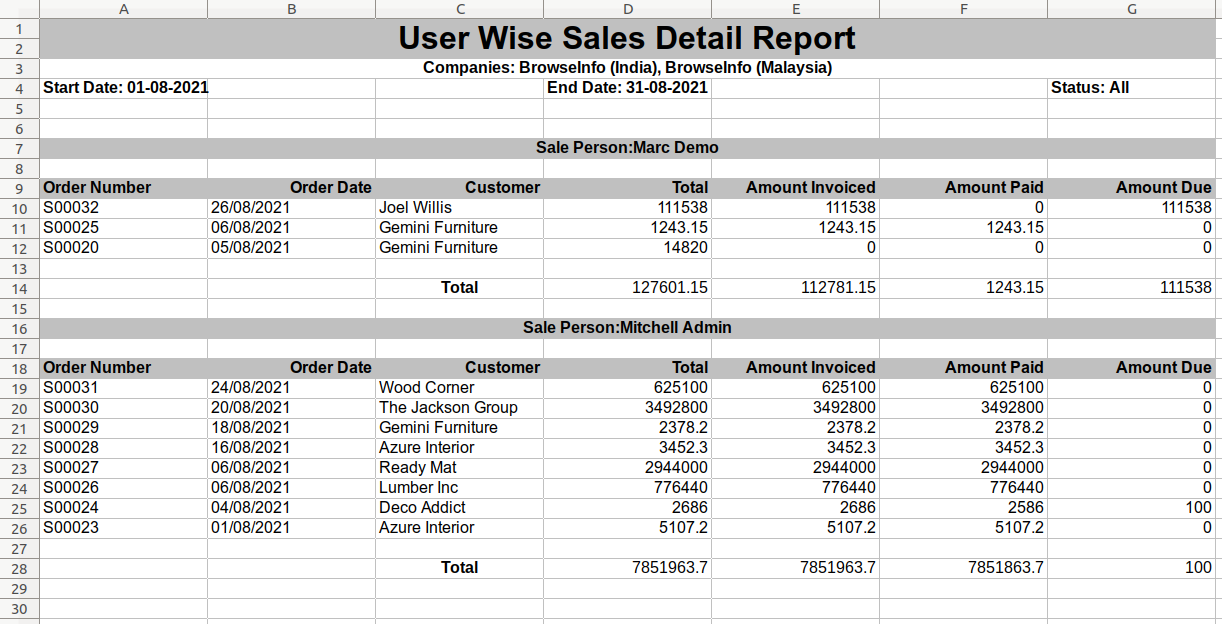 A B C D E F G
1 User Wise Sales Detail Report
2
3 Companies: BrowseInfo (India), BrowseInfo (Malaysia)
4 Start Date: 01-08-2021 End Date: 31-08-2021 Status: All
5
6
7 Sale Person:Marc Demo
8
9 Order Number Order Date Customer Total Amount Invoiced Amount Paid Amount Due
10 S00032 26/08/2021 Joel Willis 111538 111538 0 111538
11 S00025 06/08/2021 Gemini Furniture 1243.15 1243.15 1243.15 0
12 S00020 05/08/2021 Gemini Furniture 14820 0 0 0
13
14 Total 127601.15 112781.15 1243.15 111538
15
16 Sale Person:Mitchell Admin
17
18 Order Number Order Date Customer Total Amount Invoiced Amount Paid Amount Due
19 S00031 24/08/2021 Wood Corner 625100 625100 625100 0
20 S00030 20/08/2021 The Jackson Group 3492800 3492800 3492800 0
21 S00029 18/08/2021 Gemini Furniture 2378.2 2378.2 2378.2 0
22 S00028 16/08/2021 Azure Interior 3452.3 3452.3 3452.3 0
23 S00027 06/08/2021 Ready Mat 2944000 2944000 2944000 0
24 S00026 06/08/2021 Lumber Inc 776440 776440 776440 0
25 S00024 04/08/2021 Deco Addict 2686 2686 2586 100
26 S00023 01/08/2021 Azure Interior 5107.2 5107.2 5107.2 0
27
28 Total 7851963.7 7851963.7 7851863.7 100
29
30